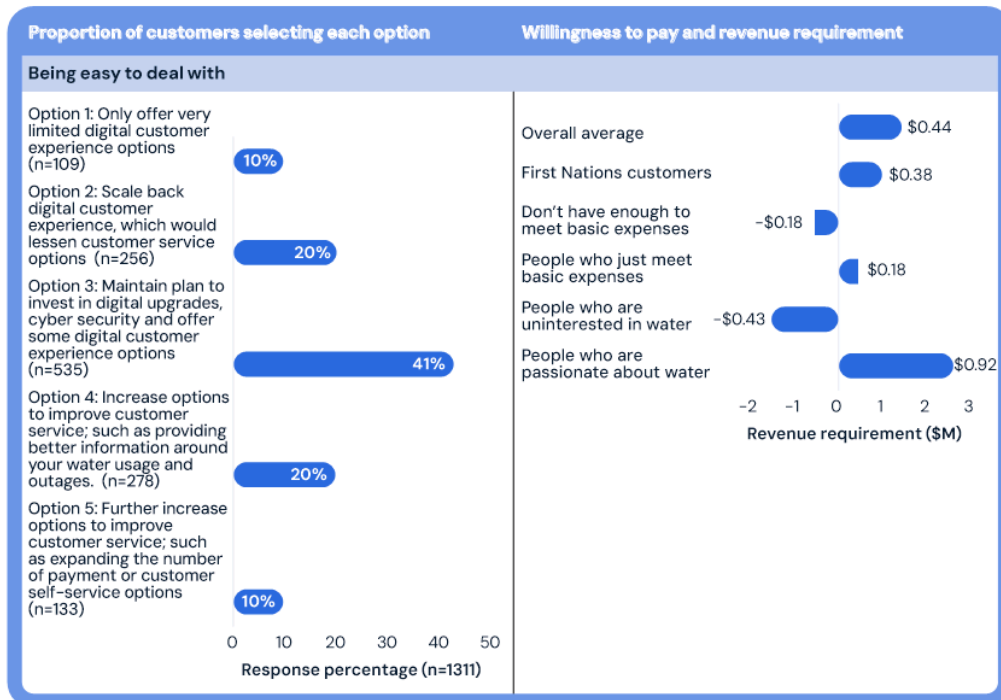 Proportion of customers selecting each option
Willingness to pay and revenue requirement
Being easy to deal with
Option 1: Only offer very
limited digital customer
experience options
(n=109)
10%
Option 2: Scale back
digital customer
experience, which would
lessen customer service
options (n=256)
20%
Option 3: Maintain plan to
invest in digital upgrades,
cyber security and offer
some digital customer
experience options
(n=535)
41%
Option 4: Increase options
to improve customer
service; such as providing
better information around
your water usage and
outages. (n=278)
20%
Option 5: Further increase
options to improve
customer service; such
as expanding the number
of payment or customer
self-service options
(n=133)
10%
0 10 20 30 40 50
Response percentage (n=1311)
Overall average
$0.44
First Nations customers
$0.38
Don't have enough to
meet basic expenses
-$0.18
People who just meet
basic expenses
$0.18
People who are
uninterested in water
-$0.43
People who are
passionate about water
$0.92
-2 -1 0 1 2 3
Revenue requirement ($M)